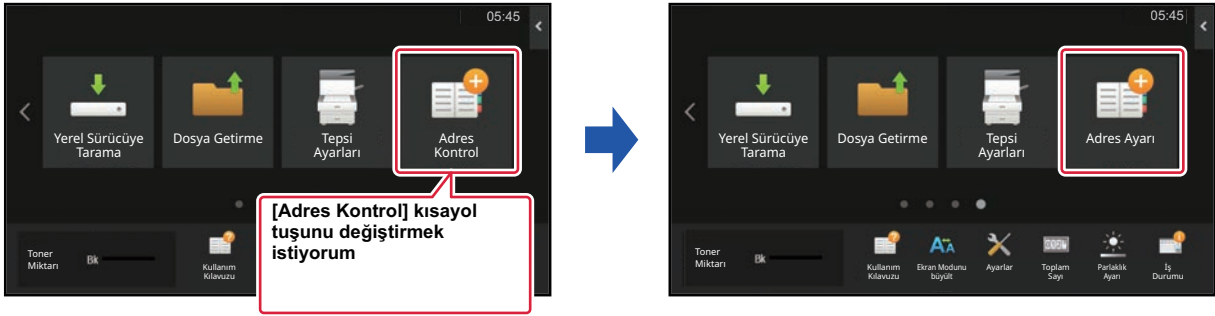 05:45
Yerel Sürücüye
Tarama
Dosya Getirme
Tepsi
Ayarları
Adres
Kontrol
[Adres Kontrol] kısayol
tuşunu değiştirmek
istiyorum
Toner
Miktarı
Bk
Kullanım
Kılavuzu
05:45
Yerel Sürücüye
Tarama
Dosya Getirme
Tepsi
Ayarları
Adres Ayarı
Toner
Miktarı
Bk
Kullanım
Kılavuzu
Ekran Modunu
büyült
Ayarlar
Toplam
Sayı
Parlaklık
Ayarı
İş
Durumu